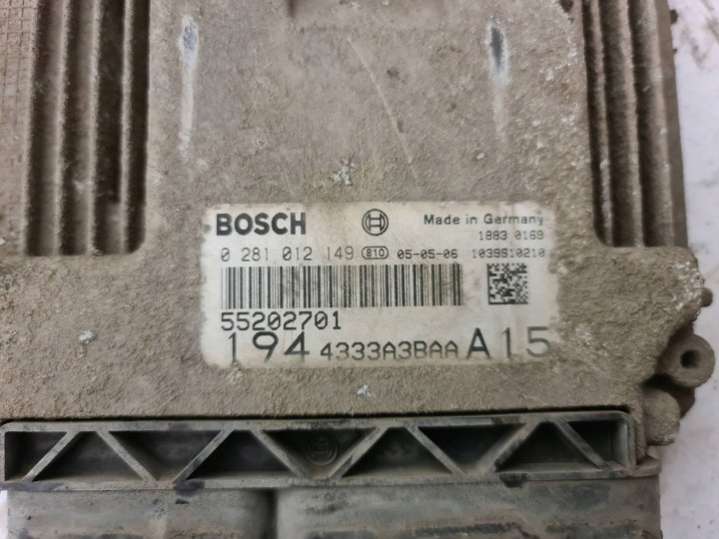 BOSCH Made in Germany
1883 0169
0 281 012 149 810 05-05-06 1039S10210
55202701
194 4333A3BAA A15